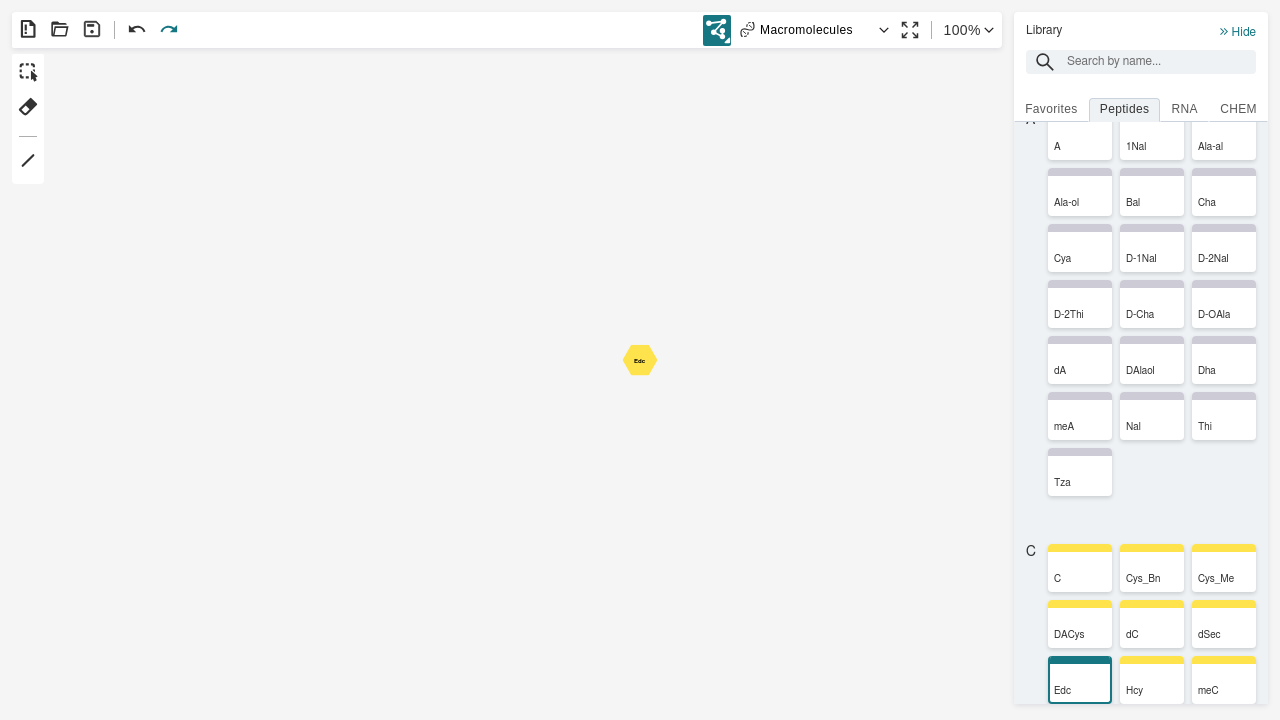 Macromolecules
100%
Library
Hide
Search by name...
Favorites
Peptides
RNA
CHEM
A
1Nal
Ala-al
Ala-ol
Bal
Cha
Cya
D-1Nal
D-2Nal
D-2Thi
D-Cha
D-OAla
dA
DAlaol
Dha
meA
Nal
Thi
Tza
C
C
Cys_Bn
Cys_Me
DACys
dC
dSec
Edc
Hcy
meC
Edc